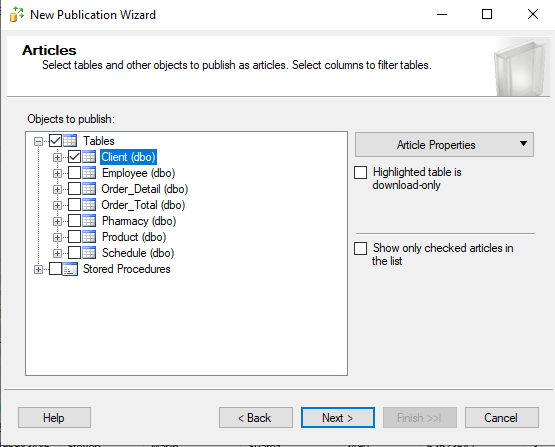 New Publication Wizard
Articles
Select tables and other objects to publish as articles. Select columns to filter tables.
Objects to publish:
Tables
Client (dbo)
Employee (dbo)
Order_Detail (dbo)
Order_Total (dbo)
Pharmacy (dbo)
Product (dbo)
Schedule (dbo)
Stored Procedures
Article Properties
Highlighted table is
download-only
Show only checked articles in
the list
Help
< Back
Next >
Finish >>|
Cancel